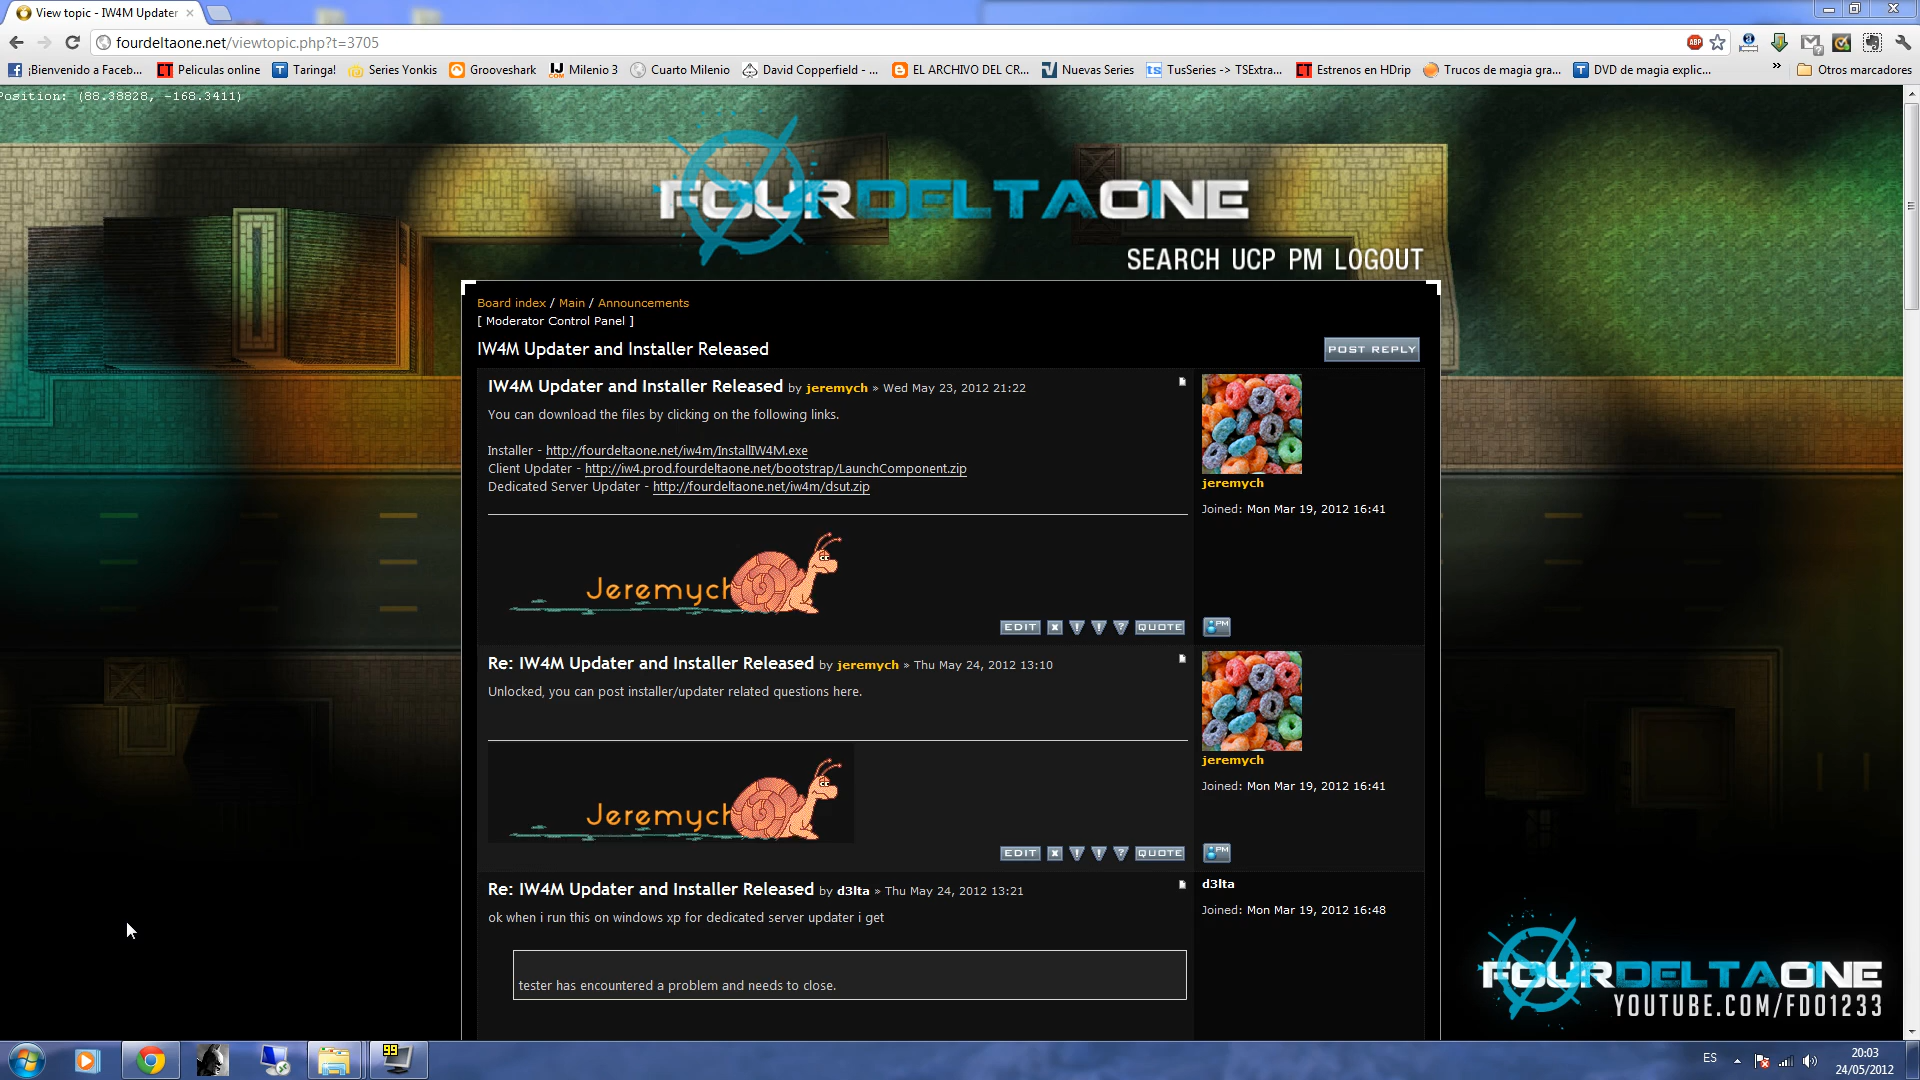 View topic - IW4M Updater
fourdeltaone.net/viewtopic.php?t=3705
ABP
¡Bienvenido a Faceb...
Peliculas online
Taringa!
Series Yonkis
Grooveshark
Milenio 3
Cuarto Milenio
David Copperfield - ...
EL ARCHIVO DEL CR...
Nuevas Series
TusSeries -> TSExtra...
Estrenos en HDrip
Trucos de magia gra...
DVD de magia explic...
»
Otros marcadores
Position: (88.38828, -168.3411)
FOURDELTAONE
SEARCH UCP PM LOGOUT
Board index / Main / Announcements
[ Moderator Control Panel ]
IW4M Updater and Installer Released
POST REPLY
IW4M Updater and Installer Released by jeremych » Wed May 23, 2012 21:22
You can download the files by clicking on the following links.
Installer - http://fourdeltaone.net/iw4m/InstallIW4M.exe
Client Updater - http://iw4.prod.fourdeltaone.net/bootstrap/LaunchComponent.zip
Dedicated Server Updater - http://fourdeltaone.net/iw4m/dsut.zip
jeremych
Joined: Mon Mar 19, 2012 16:41
Jeremych
EDIT X ! ! ? QUOTE
PM
Re: IW4M Updater and Installer Released by jeremych » Thu May 24, 2012 13:10
Unlocked, you can post installer/updater related questions here.
jeremych
Joined: Mon Mar 19, 2012 16:41
Jeremych
EDIT X ! ! ? QUOTE
PM
Re: IW4M Updater and Installer Released by d3lta » Thu May 24, 2012 13:21
ok when i run this on windows xp for dedicated server updater i get
tester has encountered a problem and needs to close.
d3lta
Joined: Mon Mar 19, 2012 16:48
FOURDELTAONE
YOUTUBE.COM/FDO1233
99
ES
20:03
24/05/2012